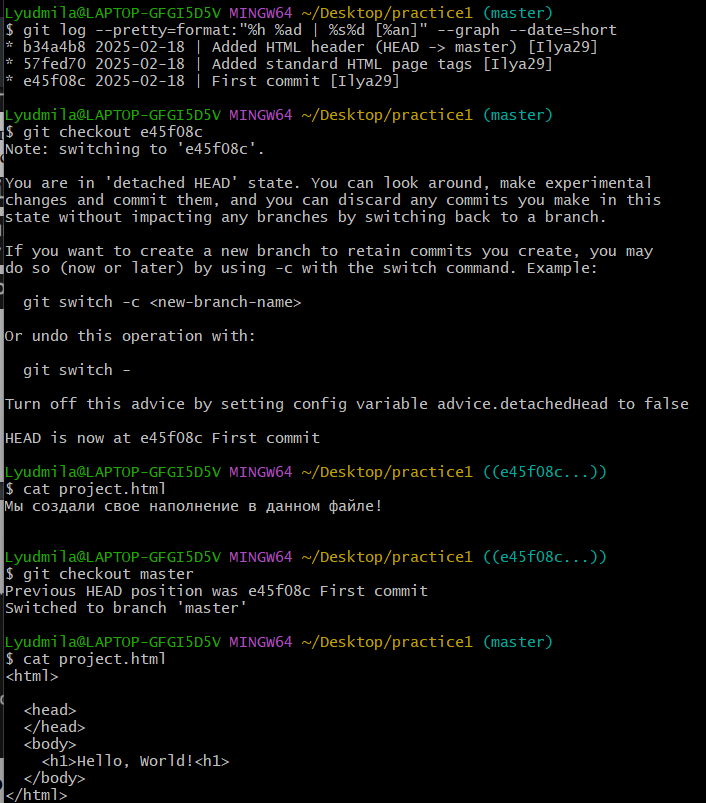 Lyudmila@LAPTOP-GFGI5D5V MINGW64 ~/Desktop/practice1 (master)
$ git log --pretty=format:"%h %ad | %s%d [%an]" --graph --date=short
* b34a4b8 2025-02-18 | Added HTML header (HEAD -> master) [Ilya29]
* 57fed70 2025-02-18 | Added standard HTML page tags [Ilya29]
* e45f08c 2025-02-18 | First commit [Ilya29]
Lyudmila@LAPTOP-GFGI5D5V MINGW64 ~/Desktop/practice1 (master)
$ git checkout e45f08c
Note: switching to 'e45f08c'.
You are in 'detached HEAD' state. You can look around, make experimental
changes and commit them, and you can discard any commits you make in this
state without impacting any branches by switching back to a branch.
If you want to create a new branch to retain commits you create, you may
do so (now or later) by using -c with the switch command. Example:
git switch -c <new-branch-name>
Or undo this operation with:
git switch -
Turn off this advice by setting config variable advice.detachedHead to false
HEAD is now at e45f08c First commit
Lyudmila@LAPTOP-GFGI5D5V MINGW64 ~/Desktop/practice1 ((e45f08c...))
$ cat project.html
Мы создали свое наполнение в данном файле!
Lyudmila@LAPTOP-GFGI5D5V MINGW64 ~/Desktop/practice1 ((e45f08c...))
$ git checkout master
Previous HEAD position was e45f08c First commit
Switched to branch 'master'
Lyudmila@LAPTOP-GFGI5D5V MINGW64 ~/Desktop/practice1 (master)
$ cat project.html
<html>
<head>
</head>
<body>
<h1>Hello, World!<h1>
</body>
</html>